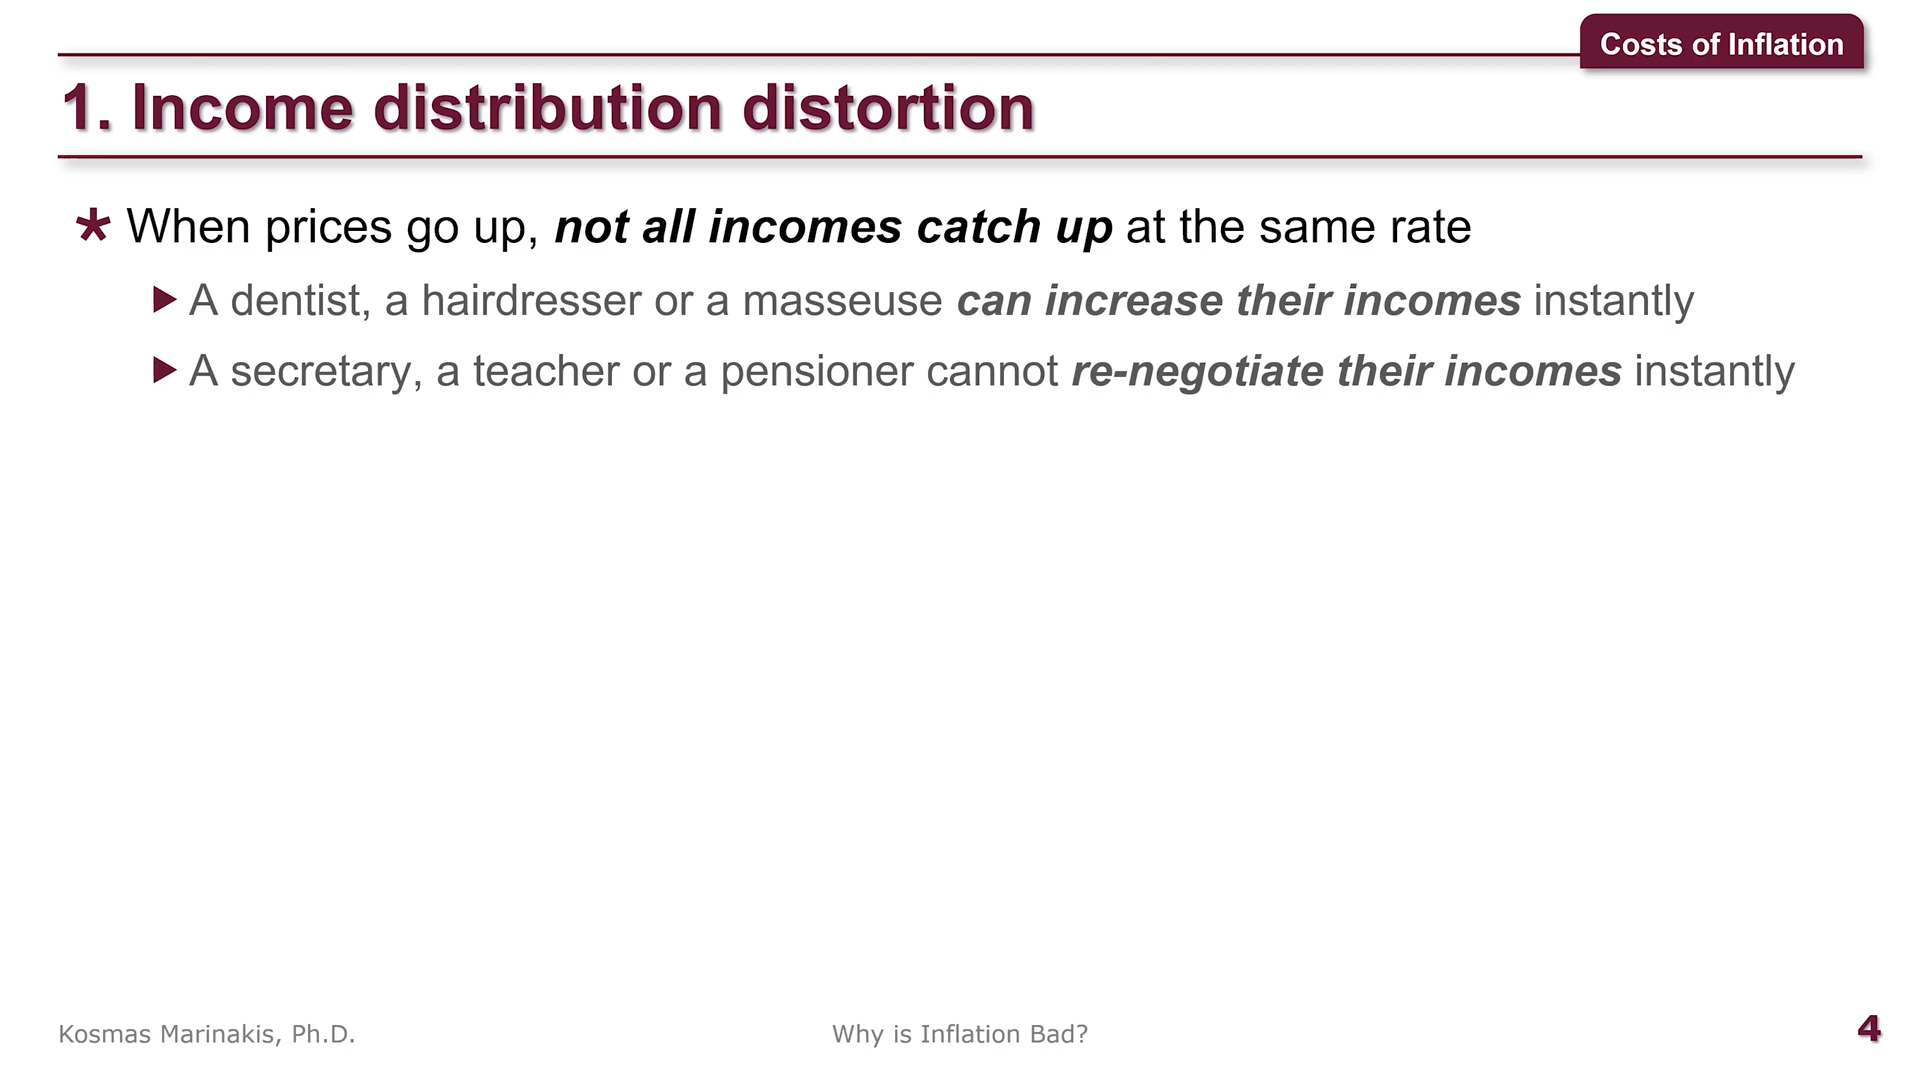 Costs of Inflation
1. Income distribution distortion
* When prices go up, not all incomes catch up at the same rate
A dentist, a hairdresser or a masseuse can increase their incomes instantly
A secretary, a teacher or a pensioner cannot re-negotiate their incomes instantly
Kosmas Marinakis, Ph.D.
Why is Inflation Bad?
4